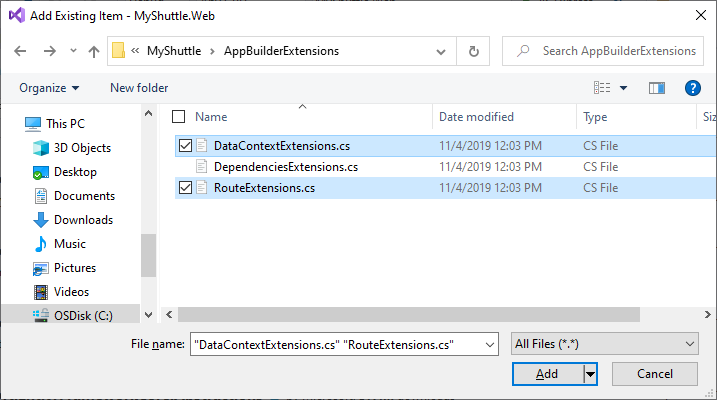 Add Existing Item - MyShuttle.Web
« MyShuttle > AppBuilderExtensions
Search AppBuilderExtensions
Organize
New folder
?
Name
Date modified
Type
Siz
This PC
3D Objects
Desktop
Documents
Downloads
Music
Pictures
Videos
OSDisk (C:)
DataContextExtensions.cs 11/4/2019 12:03 PM CS File
DependenciesExtensions.cs 11/4/2019 12:03 PM CS File
RouteExtensions.cs 11/4/2019 12:03 PM CS File
File name: "DataContextExtensions.cs" "RouteExtensions.cs"
All Files (*.*)
Add
Cancel